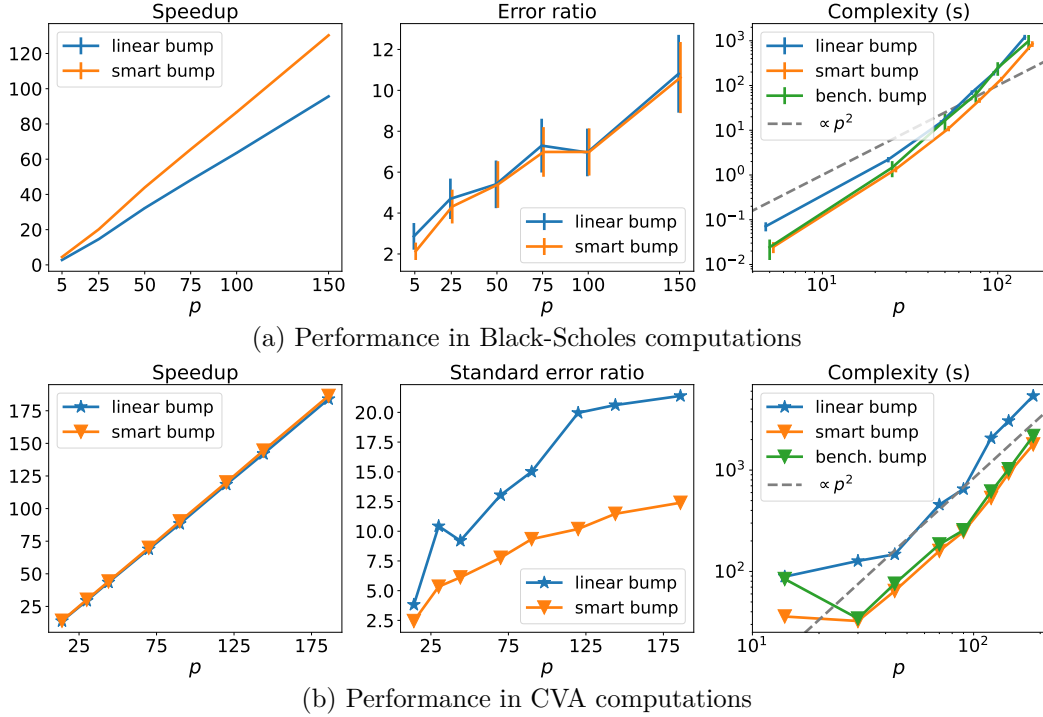 Speedup
linear bump
smart bump
120
100
80
60
40
20
0
5 25 50 75 100 150
p
Error ratio
12
10
8
6
4
2
linear bump
smart bump
5 25 50 75 100 150
p
Complexity (s)
linear bump
smart bump
bench. bump
∝ p²
10³
10²
10¹
10⁰
10⁻¹
10⁻²
10¹ 10²
p
(a) Performance in Black-Scholes computations
Speedup
linear bump
smart bump
175
150
125
100
75
50
25
25 75 125 175
p
Standard error ratio
20.0
17.5
15.0
12.5
10.0
7.5
5.0
2.5
linear bump
smart bump
25 75 125 175
p
Complexity (s)
linear bump
smart bump
bench. bump
∝ p²
10³
10²
10¹ 10²
p
(b) Performance in CVA computations